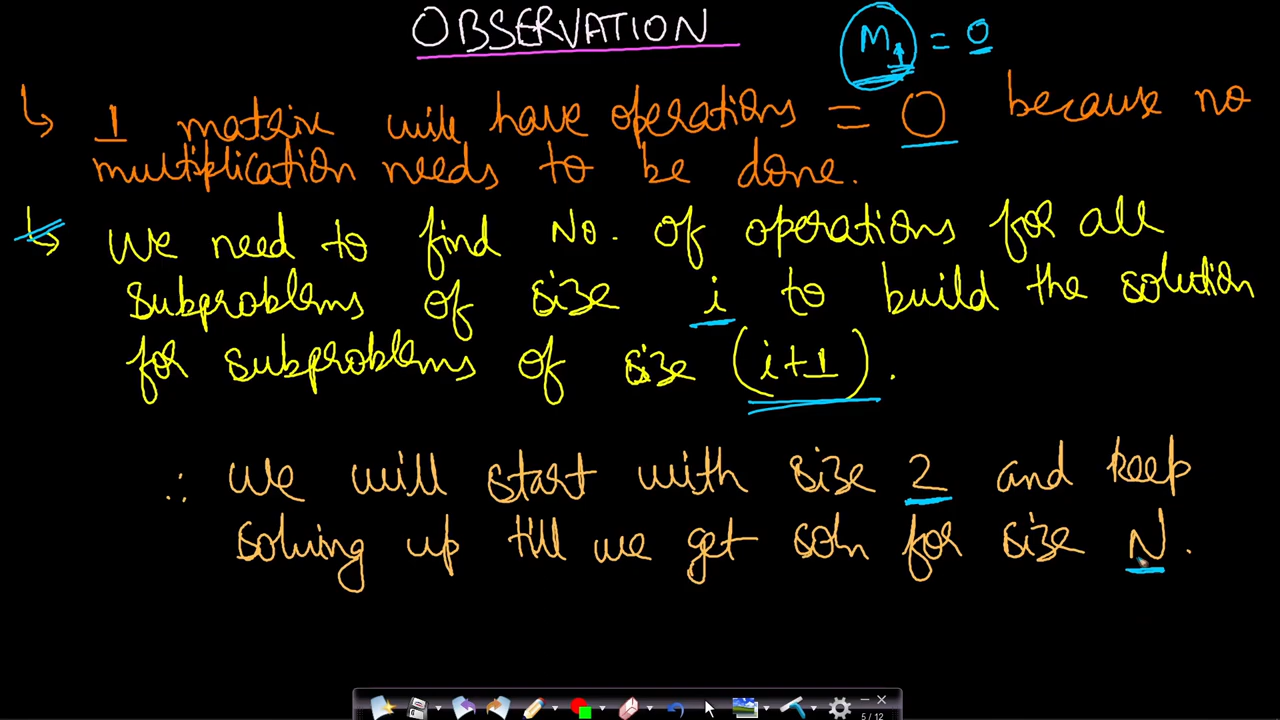 OBSERVATION
M1 = 0
↳ 1 matrix will have operations = 0 because no
multiplication needs to be done.
↳ We need to find No. of operations for all
subproblems of size i to build the solution
for subproblems of size (i+1).
∴ We will start with size 2 and keep
solving up till we get soln for size N.
5 / 12